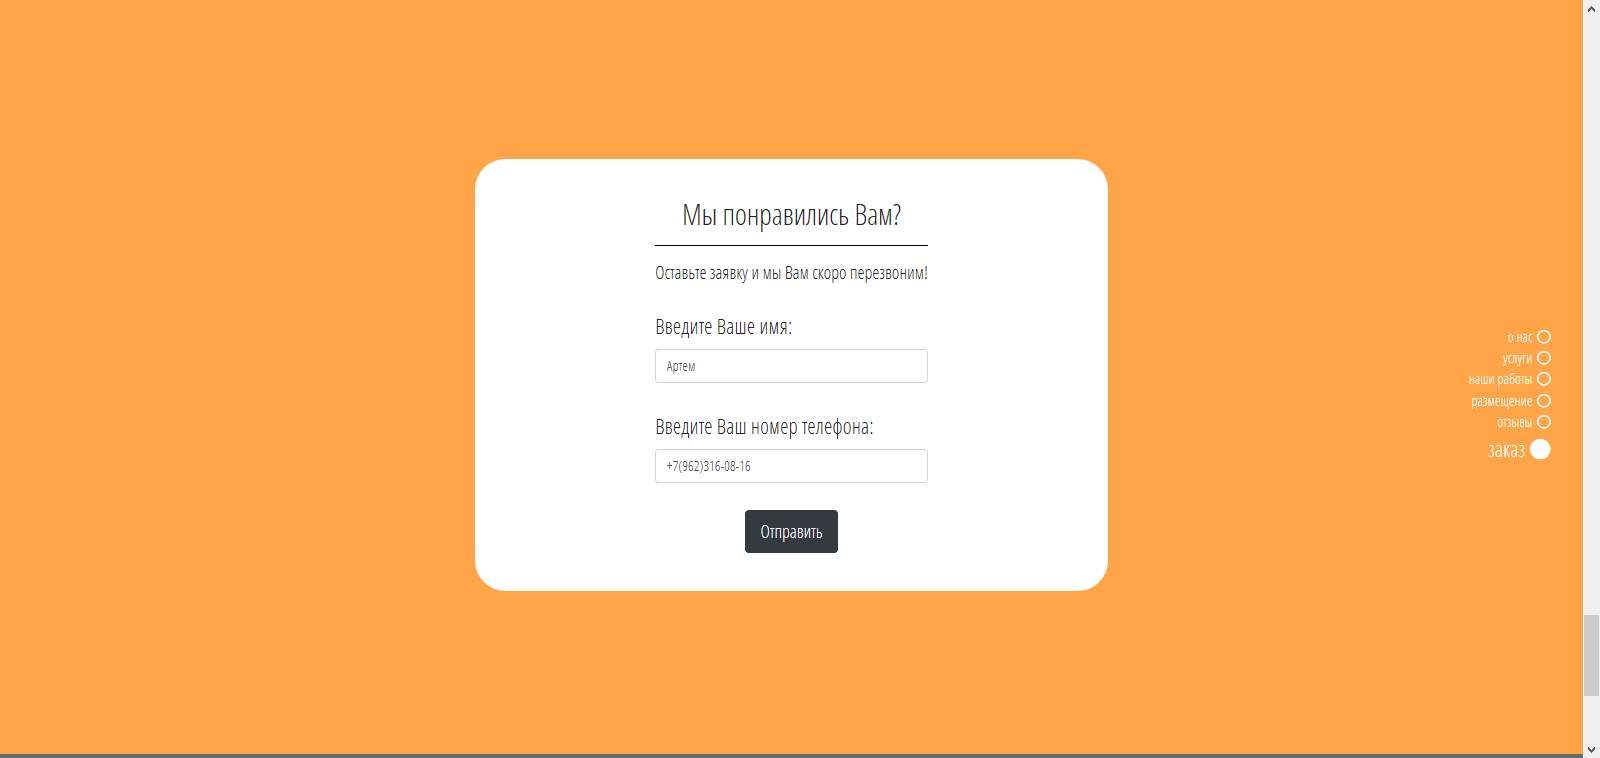 Мы понравились Вам?
Оставьте заявку и мы Вам скоро перезвоним!
Введите Ваше имя:
Артем
Введите Ваш номер телефона:
+7(962)316-08-16
Отправить
о нас
услуги
наши работы
размещение
отзывы
заказ